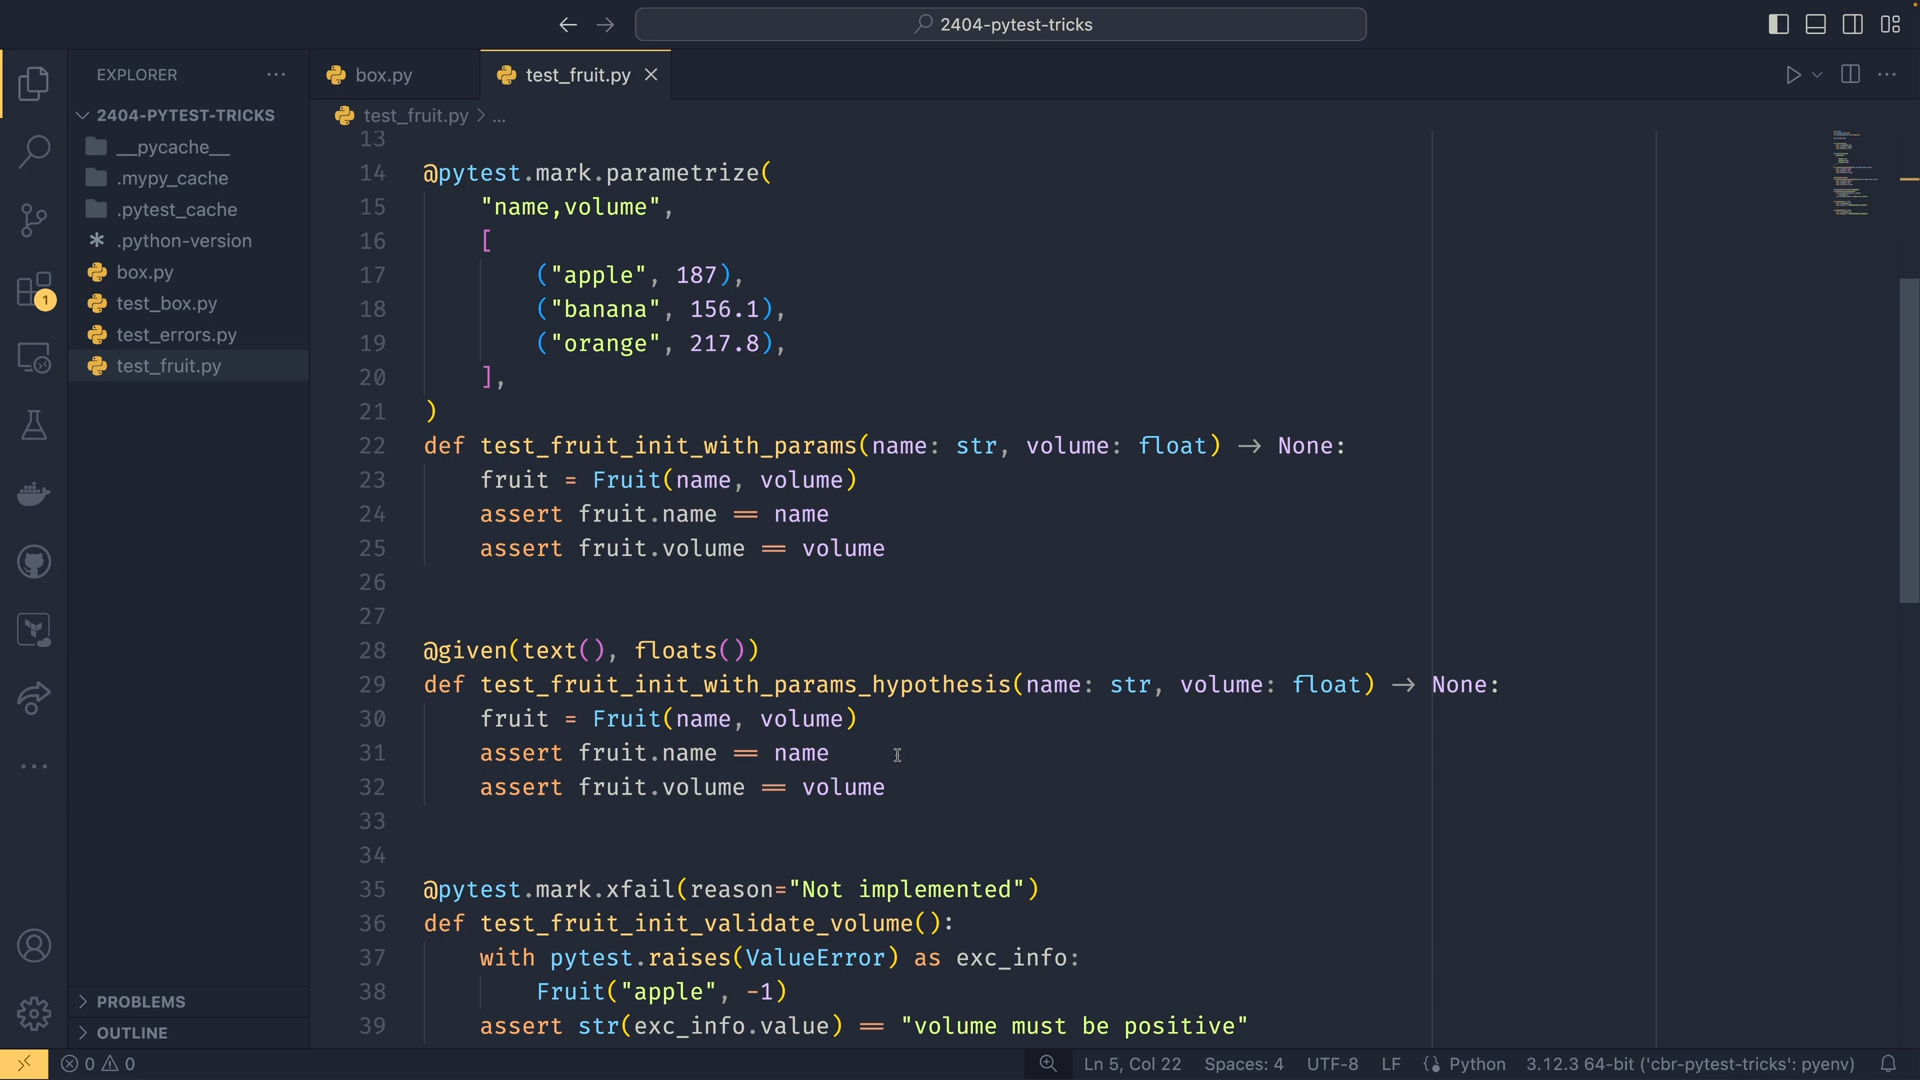 2404-pytest-tricks
EXPLORER
box.py
test_fruit.py
2404-PYTEST-TRICKS
__pycache__
.mypy_cache
.pytest_cache
.python-version
box.py
test_box.py
test_errors.py
test_fruit.py
1
PROBLEMS
OUTLINE
test_fruit.py > ...
13
14 @pytest.mark.parametrize(
15 "name,volume",
16 [
17 ("apple", 187),
18 ("banana", 156.1),
19 ("orange", 217.8),
20 ],
21 )
22 def test_fruit_init_with_params(name: str, volume: float) -> None:
23 fruit = Fruit(name, volume)
24 assert fruit.name == name
25 assert fruit.volume == volume
26
27
28 @given(text(), floats())
29 def test_fruit_init_with_params_hypothesis(name: str, volume: float) -> None:
30 fruit = Fruit(name, volume)
31 assert fruit.name == name
32 assert fruit.volume == volume
33
34
35 @pytest.mark.xfail(reason="Not implemented")
36 def test_fruit_init_validate_volume():
37 with pytest.raises(ValueError) as exc_info:
38 Fruit("apple", -1)
39 assert str(exc_info.value) == "volume must be positive"
0 0 Ln 5, Col 22 Spaces: 4 UTF-8 LF Python 3.12.3 64-bit ('cbr-pytest-tricks': pyenv)